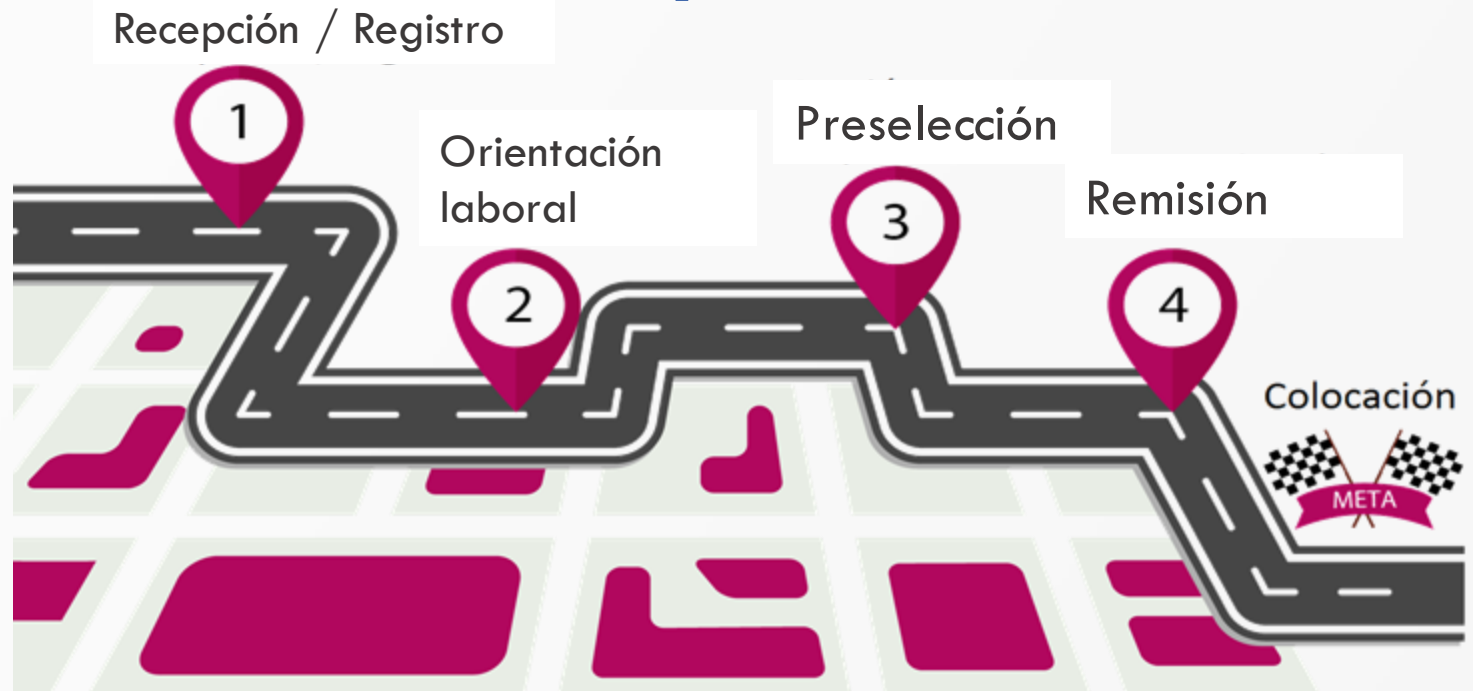 Recepción / Registro
1
Orientación
laboral
2
Preselección
3
Remisión
4
Colocación
META